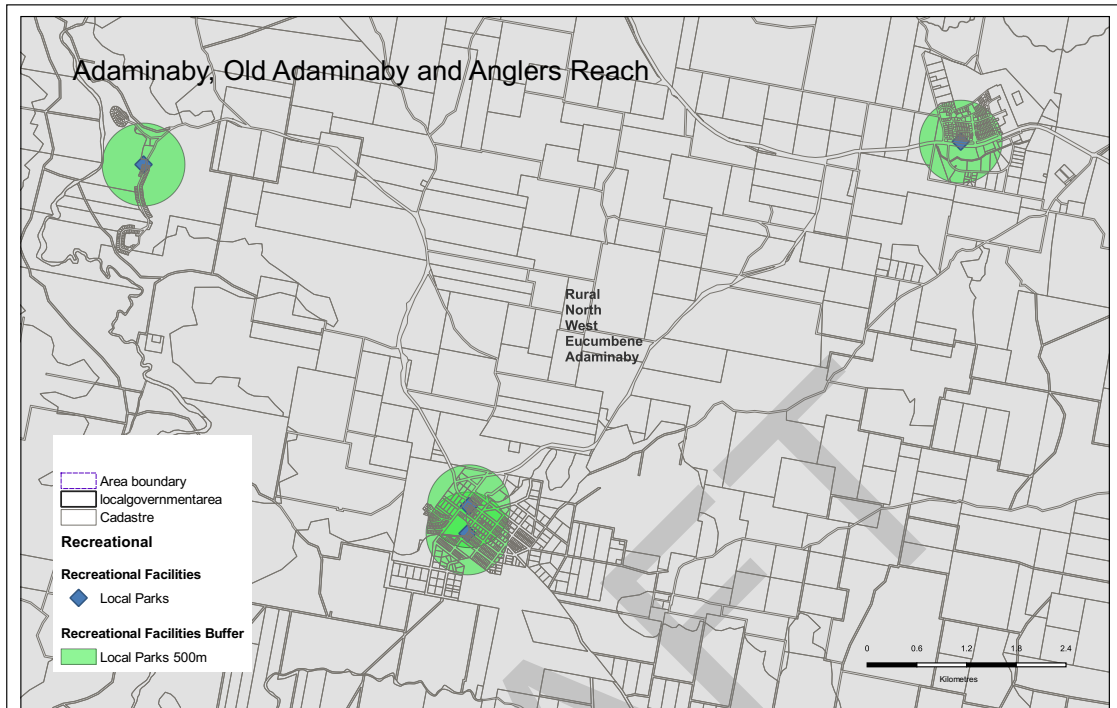 Adaminaby, Old Adaminaby and Anglers Reach
Rural
North
West
Eucumbene
Adaminaby
Area boundary
localgovernmentarea
Cadastre
Recreational
Recreational Facilities
Local Parks
Recreational Facilities Buffer
Local Parks 500m
0 0.6 1.2 1.8 2.4
Kilometres